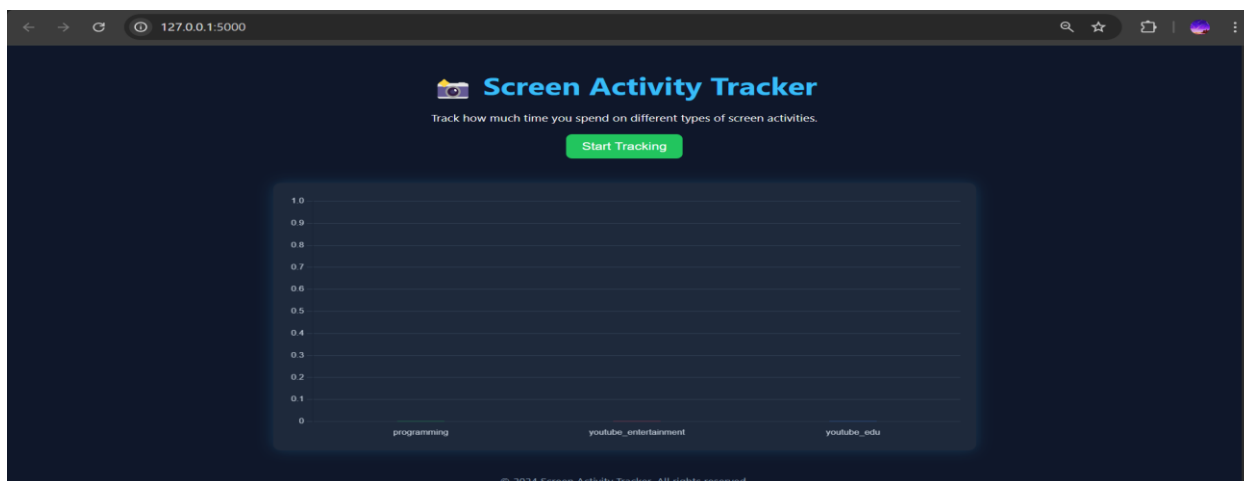 127.0.0.1:5000
Screen Activity Tracker
Track how much time you spend on different types of screen activities.
Start Tracking
1.0
0.9
0.8
0.7
0.6
0.5
0.4
0.3
0.2
0.1
0
programming youtube_entertainment youtube_edu
© 2024 Screen Activity Tracker. All rights reserved.